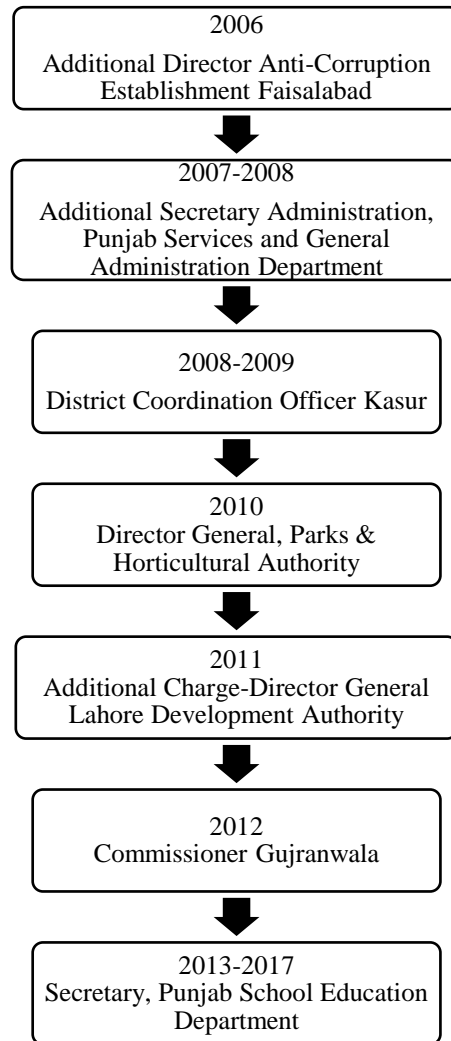 2006
Additional Director Anti-Corruption
Establishment Faisalabad
2007-2008
Additional Secretary Administration,
Punjab Services and General
Administration Department
2008-2009
District Coordination Officer Kasur
2010
Director General, Parks &
Horticultural Authority
2011
Additional Charge-Director General
Lahore Development Authority
2012
Commissioner Gujranwala
2013-2017
Secretary, Punjab School Education
Department